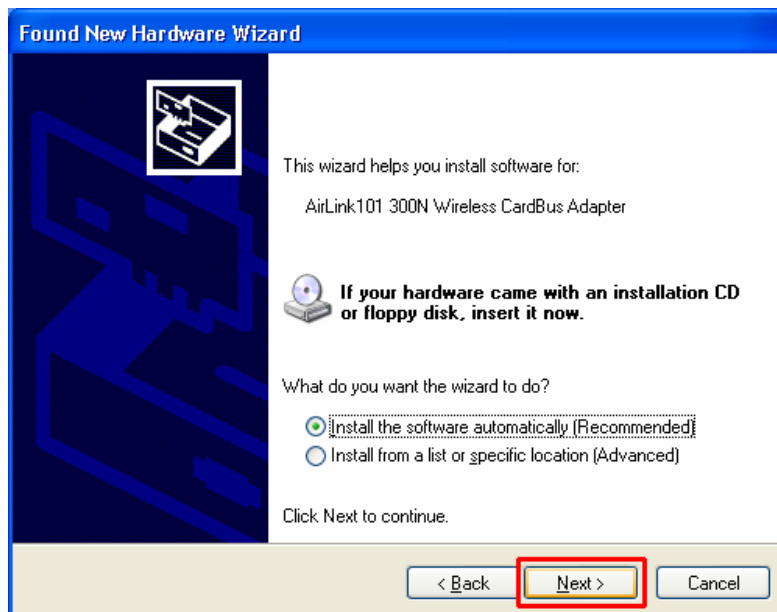 Found New Hardware Wizard
This wizard helps you install software for:
AirLink101 300N Wireless CardBus Adapter
If your hardware came with an installation CD
or floppy disk, insert it now.
What do you want the wizard to do?
Install the software automatically (Recommended)
Install from a list or specific location (Advanced)
Click Next to continue.
< Back Next > Cancel